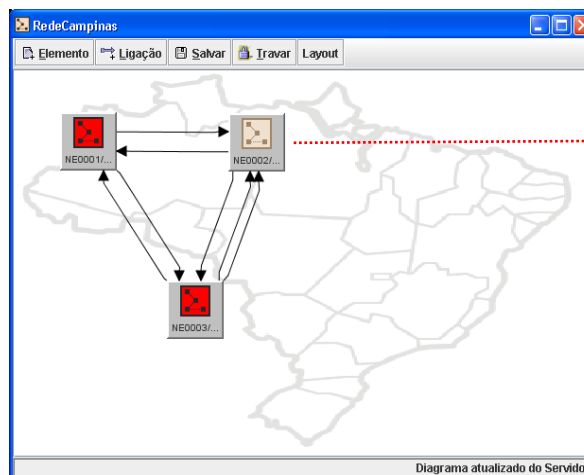 RedeCampinas
Elemento Ligação Salvar Travar Layout
NE0001/...
NE0002/...
NE0003/...
Diagrama atualizado do Servido